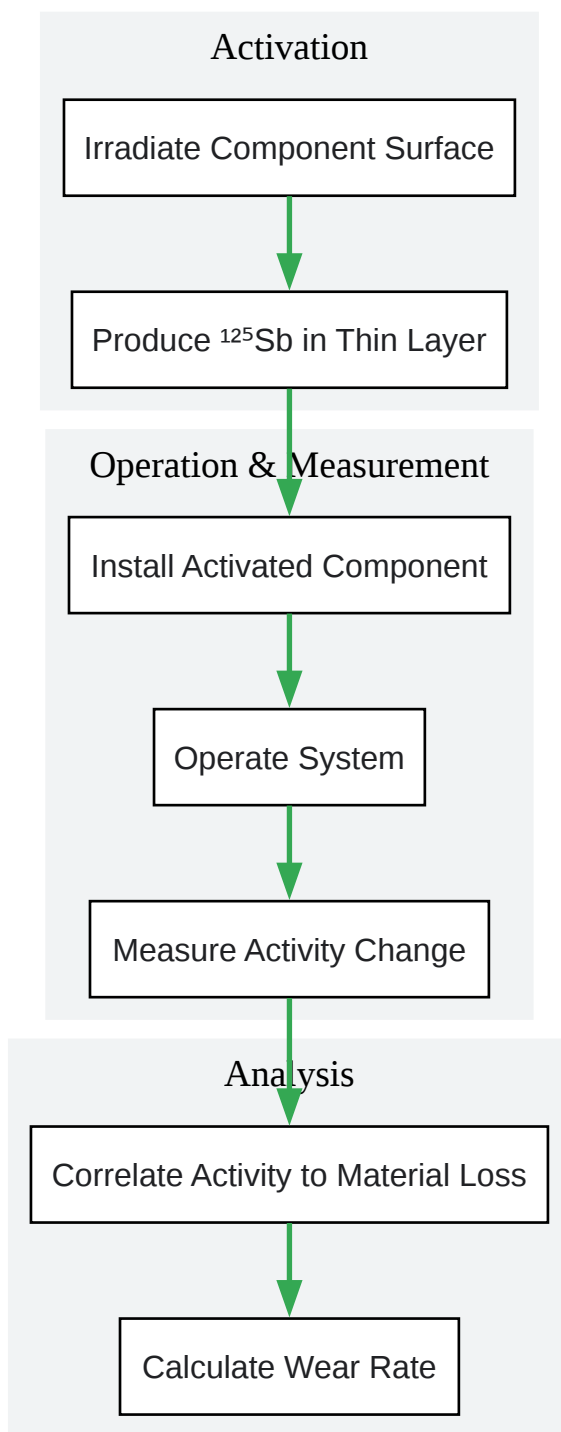 Activation
Irradiate Component Surface
Produce ¹²⁵Sb in Thin Layer
Operation & Measurement
Install Activated Component
Operate System
Measure Activity Change
Analysis
Correlate Activity to Material Loss
Calculate Wear Rate